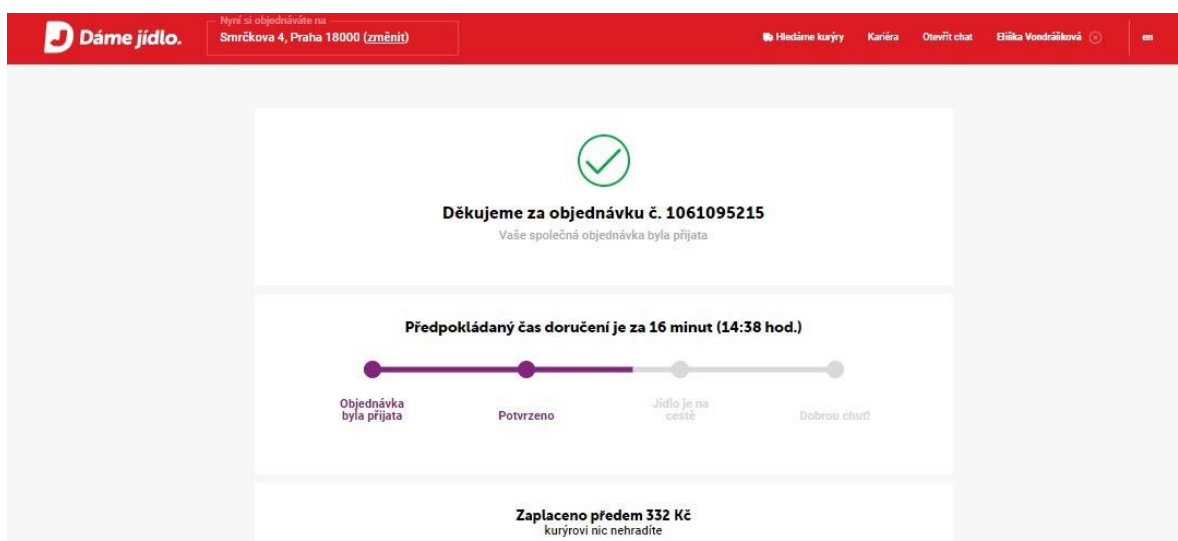 Dáme jídlo.
Nyní si objednáváte na
Smrčkova 4, Praha 18000 (změnit)
Hledáme kurýry
Kariéra
Otevřít chat
Eliška Vondrášková
en
Děkujeme za objednávku č. 1061095215
Vaše společná objednávka byla přijata
Předpokládaný čas doručení je za 16 minut (14:38 hod.)
Objednávka
byla přijata
Potvrzeno
Jídlo je na
cestě
Dobrou chuť!
Zaplaceno předem 332 Kč
kurýrovi nic nehradíte